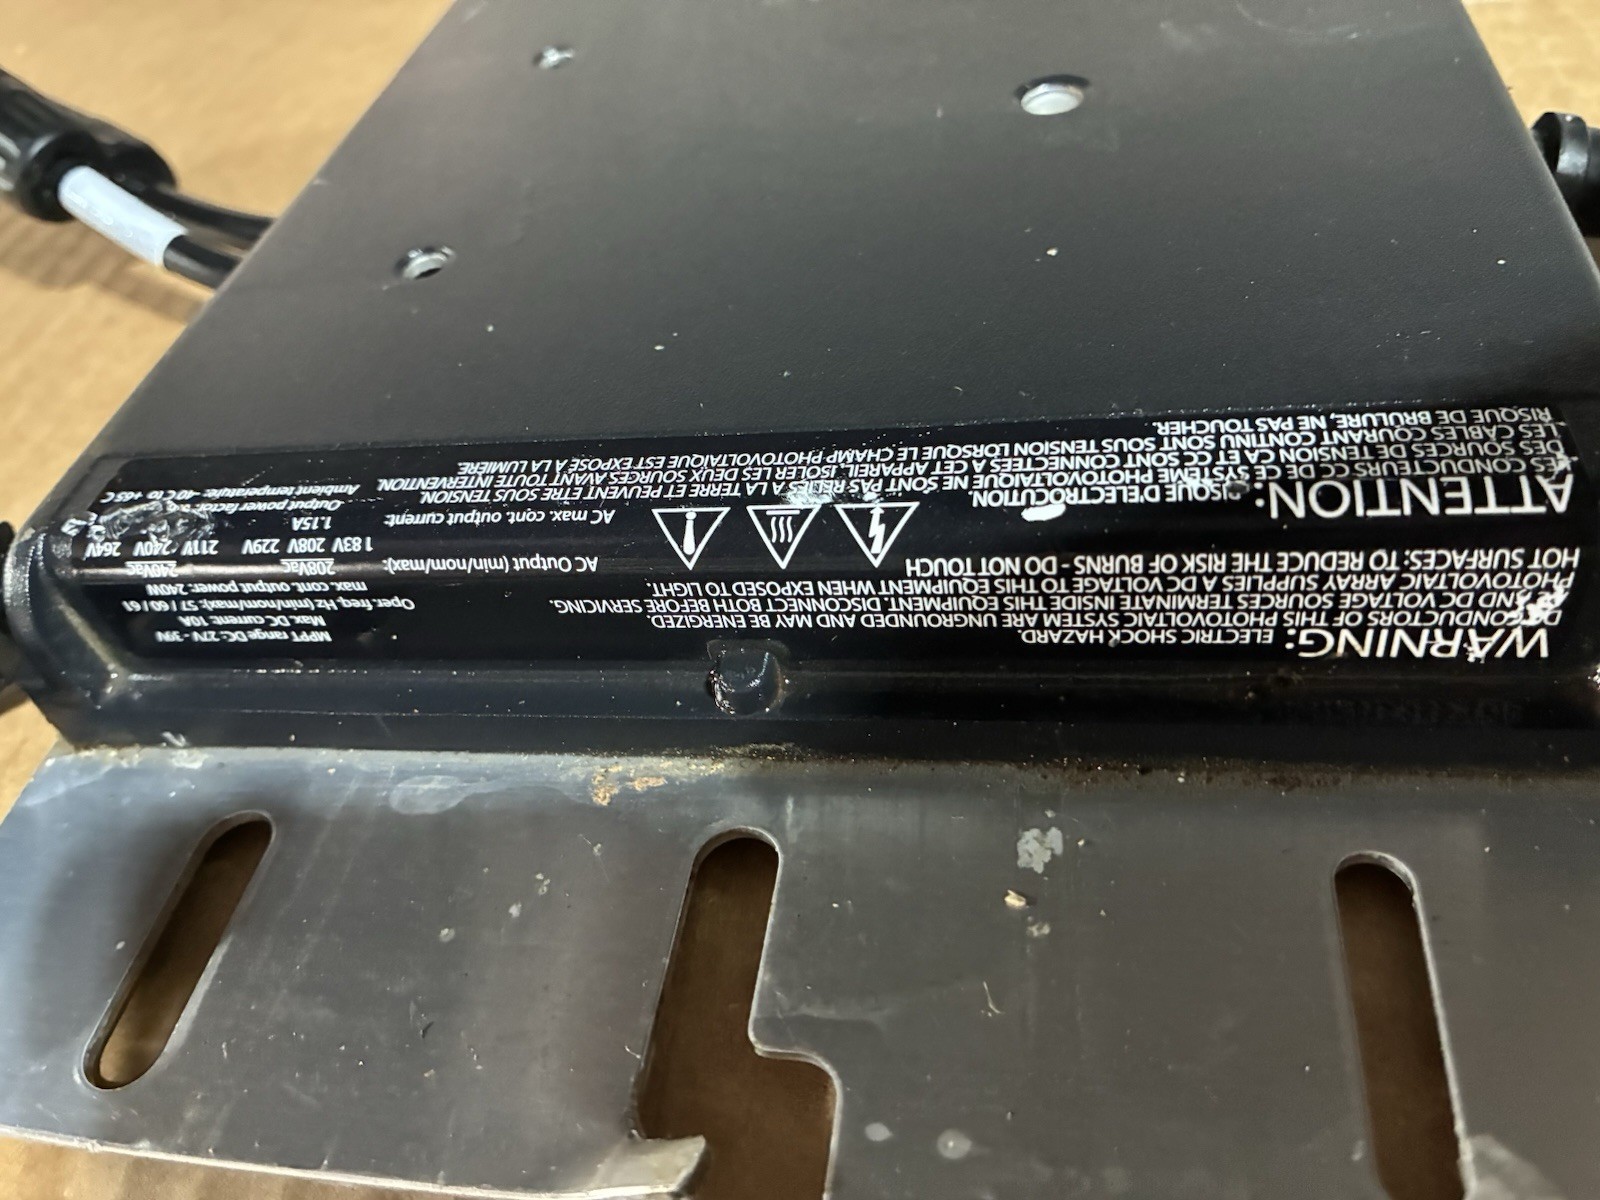 WARNING: ELECTRIC SHOCK HAZARD.
DC CONDUCTORS OF THIS PHOTOVOLTAIC SYSTEM ARE UNGROUNDED AND MAY BE ENERGIZED.
AND DC VOLTAGE SOURCES TERMINATE INSIDE THIS EQUIPMENT. DISCONNECT BOTH BEFORE SERVICING.
PHOTOVOLTAIC ARRAY SUPPLIES A DC VOLTAGE TO THIS EQUIPMENT WHEN EXPOSED TO LIGHT.
HOT SURFACES: TO REDUCE THE RISK OF BURNS - DO NOT TOUCH
ATTENTION: RISQUE D'ELECTROCUTION.
LES CONDUCTEURS CC DE CE SYSTEME PHOTOVOLTAIQUE NE SONT PAS RELIES A LA TERRE ET PEUVENT ETRE SOUS TENSION.
DES SOURCES DE TENSION CA ET CC SONT CONNECTEES A CET APPAREIL. ISOLER LES DEUX SOURCES AVANT TOUTE INTERVENTION.
LES CABLES COURANT CONTINU SONT SOUS TENSION LORSQUE LE CHAMP PHOTOVOLTAIQUE EST EXPOSE A LA LUMIERE.
RISQUE DE BRULURE, NE PAS TOUCHER.
MPPT range DC: 27V- 39V
Max. DC current: 10A
Oper.freq. Hz (min/nom/max): 57 / 60 / 61
max. cont. output power: 240W
208Vac 240Vac
AC Output (min/nom/max): 183V 208V 229V 211V 240V 264V
AC max. cont. output current: 1.15A
Output power factor:
Ambient temperature: -40 C to +65 C